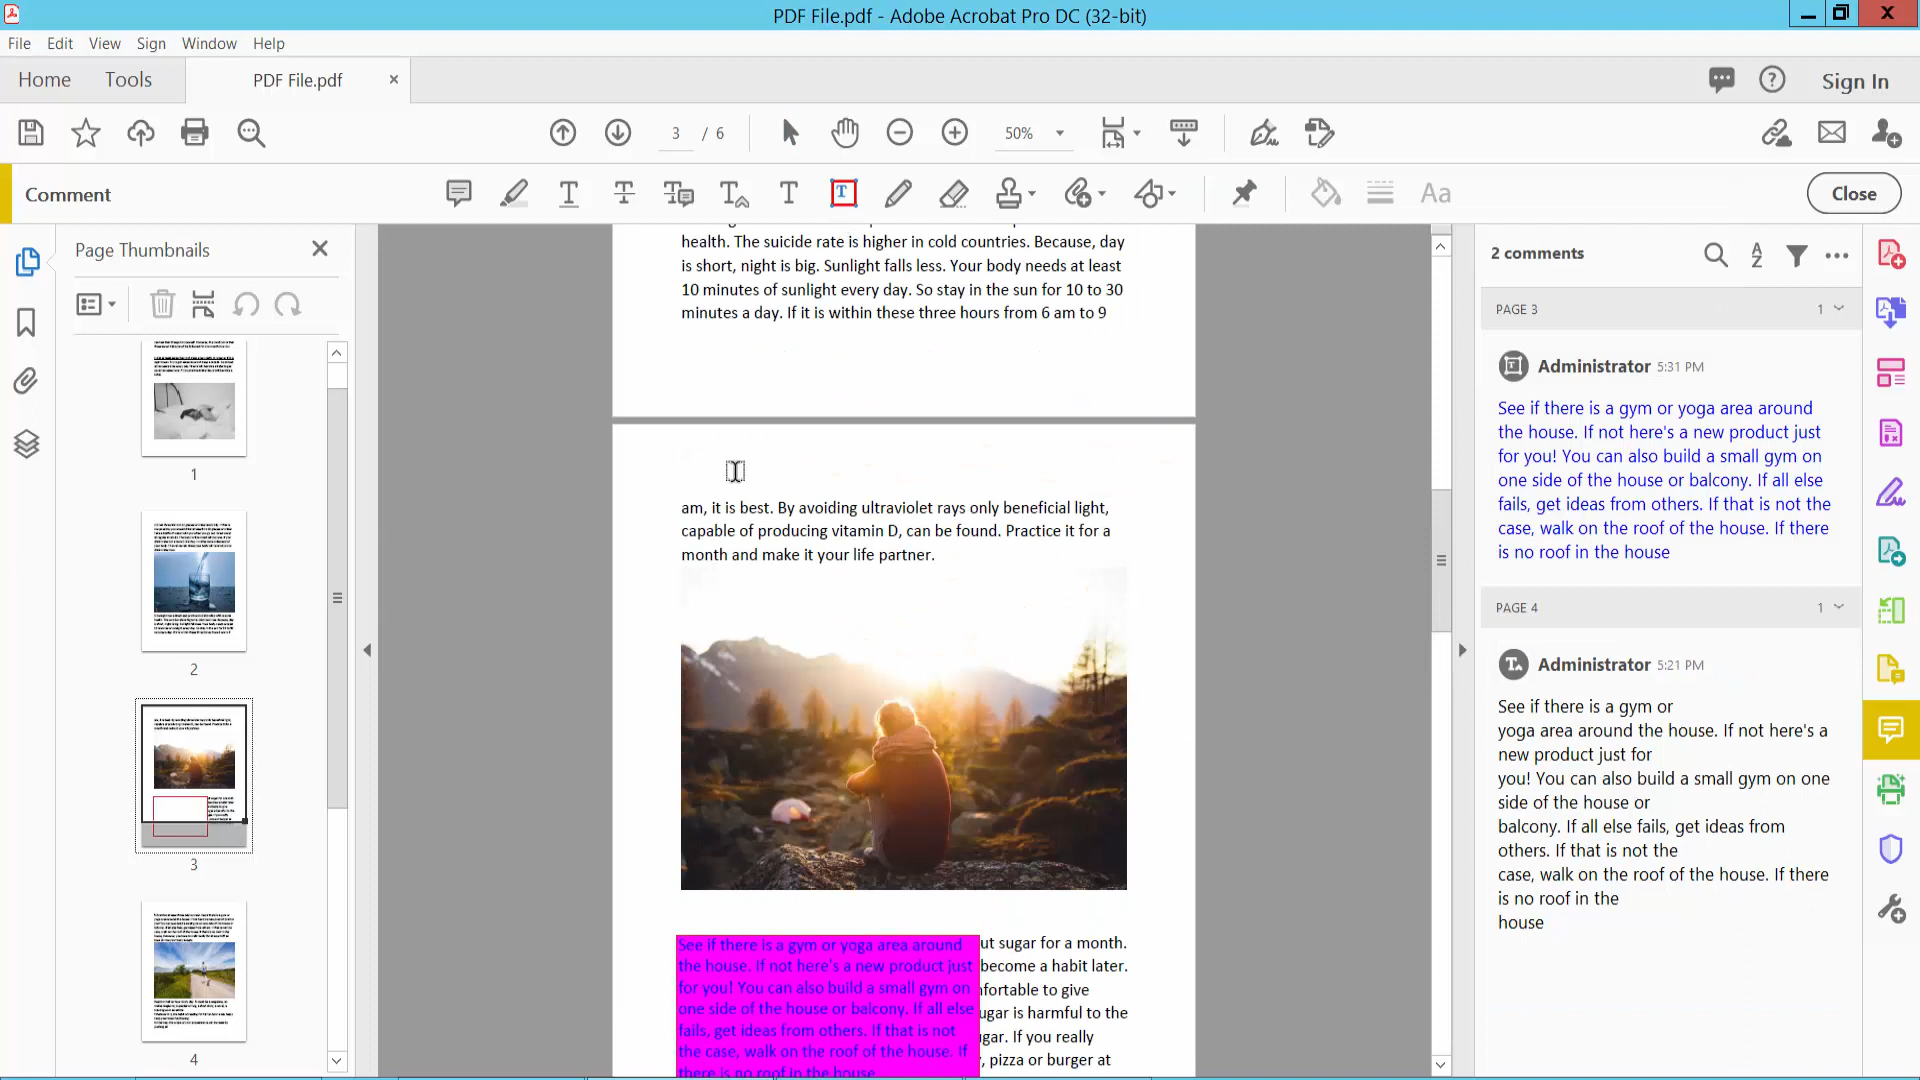 PDF File.pdf - Adobe Acrobat Pro DC (32-bit)
File Edit View Sign Window Help
Home Tools PDF File.pdf × Sign In
3 / 6 50%
Comment Close
Page Thumbnails
1
2
3
4
health. The suicide rate is higher in cold countries. Because, day
is short, night is big. Sunlight falls less. Your body needs at least
10 minutes of sunlight every day. So stay in the sun for 10 to 30
minutes a day. If it is within these three hours from 6 am to 9
am, it is best. By avoiding ultraviolet rays only beneficial light,
capable of producing vitamin D, can be found. Practice it for a
month and make it your life partner.
See if there is a gym or yoga area around
the house. If not here's a new product just
for you! You can also build a small gym on
one side of the house or balcony. If all else
fails, get ideas from others. If that is not
the case, walk on the roof of the house. If
there is no roof in the house
ut sugar for a month.
become a habit later.
nfortable to give
ugar is harmful to the
gar. If you really
, pizza or burger at
2 comments
PAGE 3 1
Administrator 5:31 PM
See if there is a gym or yoga area around
the house. If not here's a new product just
for you! You can also build a small gym on
one side of the house or balcony. If all else
fails, get ideas from others. If that is not the
case, walk on the roof of the house. If there
is no roof in the house
PAGE 4 1
Administrator 5:21 PM
See if there is a gym or
yoga area around the house. If not here's a
new product just for
you! You can also build a small gym on one
side of the house or
balcony. If all else fails, get ideas from
others. If that is not the
case, walk on the roof of the house. If there
is no roof in the
house